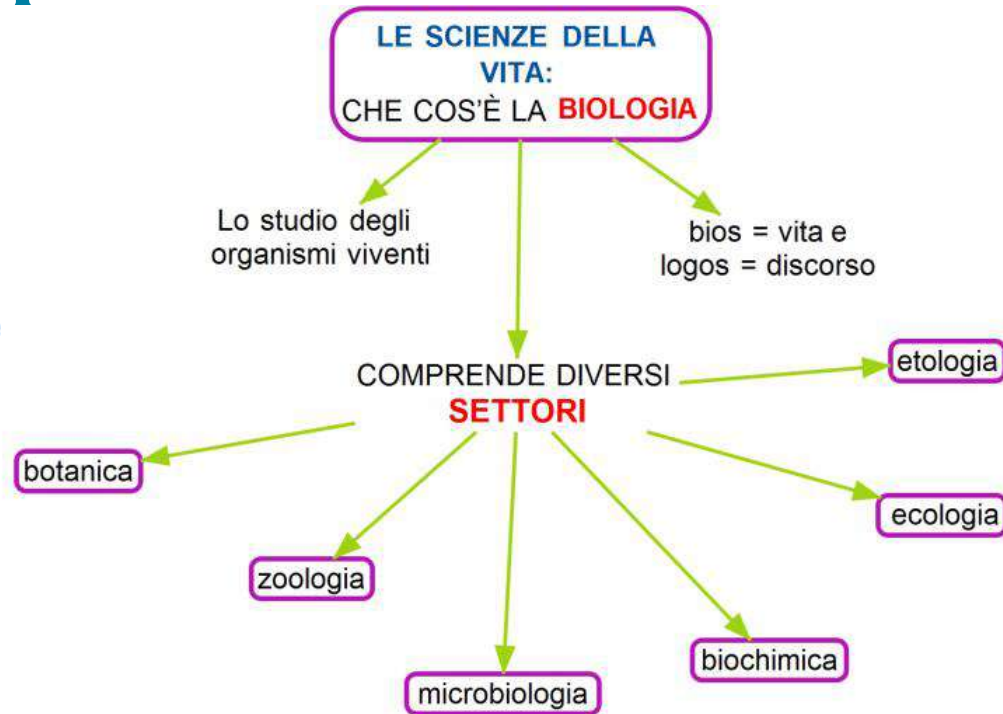 LE SCIENZE DELLA
VITA:
CHE COS'È LA BIOLOGIA
Lo studio degli
organismi viventi
bios = vita e
logos = discorso
COMPRENDE DIVERSI
SETTORI
etologia
botanica
ecologia
zoologia
biochimica
microbiologia